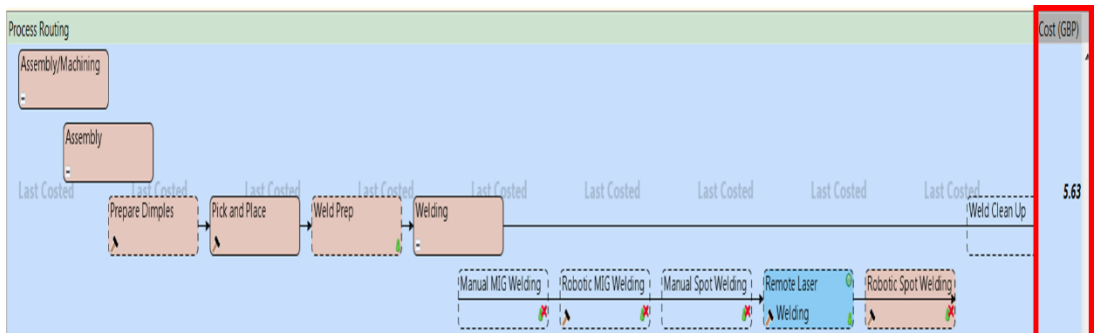 Process Routing Cost (GBP)
Assembly/Machining
Assembly
Last Costed Last Costed Last Costed Last Costed Last Costed Last Costed Last Costed Last Costed Last Costed 5.63
Prepare Dimples Pick and Place Weld Prep Welding Weld Clean Up
Manual MIG Welding Robotic MIG Welding Manual Spot Welding Remote Laser Robotic Spot Welding
Welding